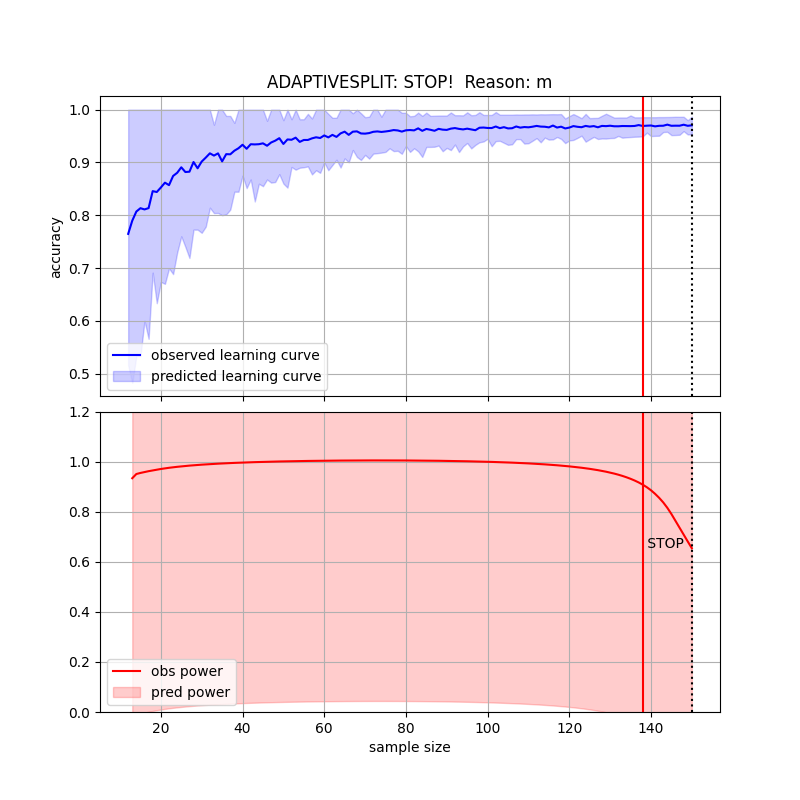 ADAPTIVESPLIT: STOP!  Reason: m
1.0
0.9
0.8
0.7
0.6
0.5
accuracy
observed learning curve
predicted learning curve
1.2
1.0
0.8
0.6
0.4
0.2
0.0
STOP
obs power
pred power
20 40 60 80 100 120 140
sample size